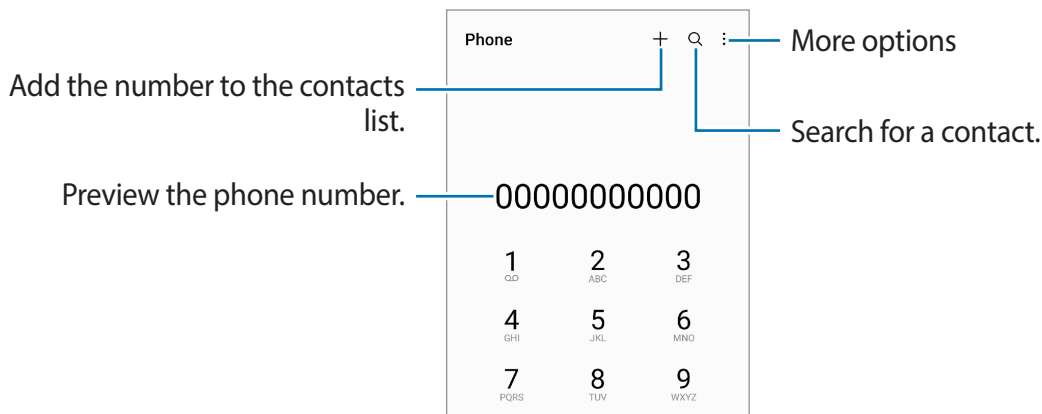 Phone
More options
Add the number to the contacts
list.
Search for a contact.
Preview the phone number.
00000000000
1 2 3
ABC DEF
4 5 6
GHI JKL MNO
7 8 9
PQRS TUV WXYZ